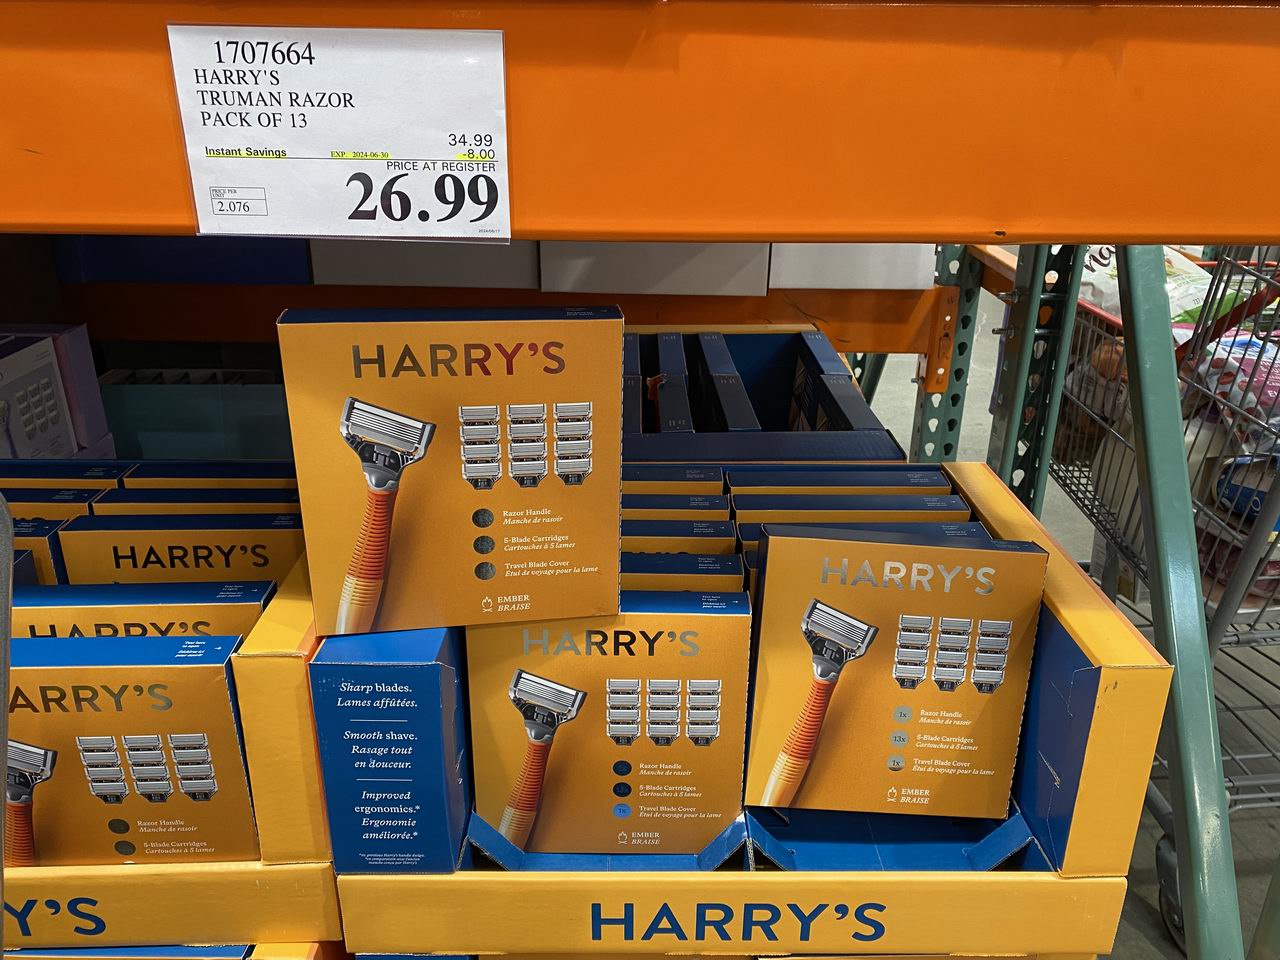 1707664
HARRY'S
TRUMAN RAZOR
PACK OF 13
34.99
Instant Savings EXP. 2024-06-30 -8.00
PRICE AT REGISTER
26.99
PRICE PER
UNIT
2.076
2024/06/17
HARRY'S
Razor Handle
Manche de rasoir
5-Blade Cartridges
Cartouches à 5 lames
Travel Blade Cover
Étui de voyage pour la lame
EMBER
BRAISE
HARRY'S
HARRY'S
ARRY'S
Razor Handle
Manche de rasoir
5-Blade Cartridges
Cartouches à 5 lames
Y'S
Sharp blades.
Lames affûtées.
Smooth shave.
Rasage tout
en douceur.
Improved
ergonomics.*
Ergonomie
améliorée.*
HARRY'S
Razor Handle
Manche de rasoir
13x
5-Blade Cartridges
Cartouches à 5 lames
1x
Travel Blade Cover
Étui de voyage pour la lame
EMBER
BRAISE
HARRY'S
1x
Razor Handle
Manche de rasoir
13x
5-Blade Cartridges
Cartouches à 5 lames
1x
Travel Blade Cover
Étui de voyage pour la lame
EMBER
BRAISE
HARRY'S